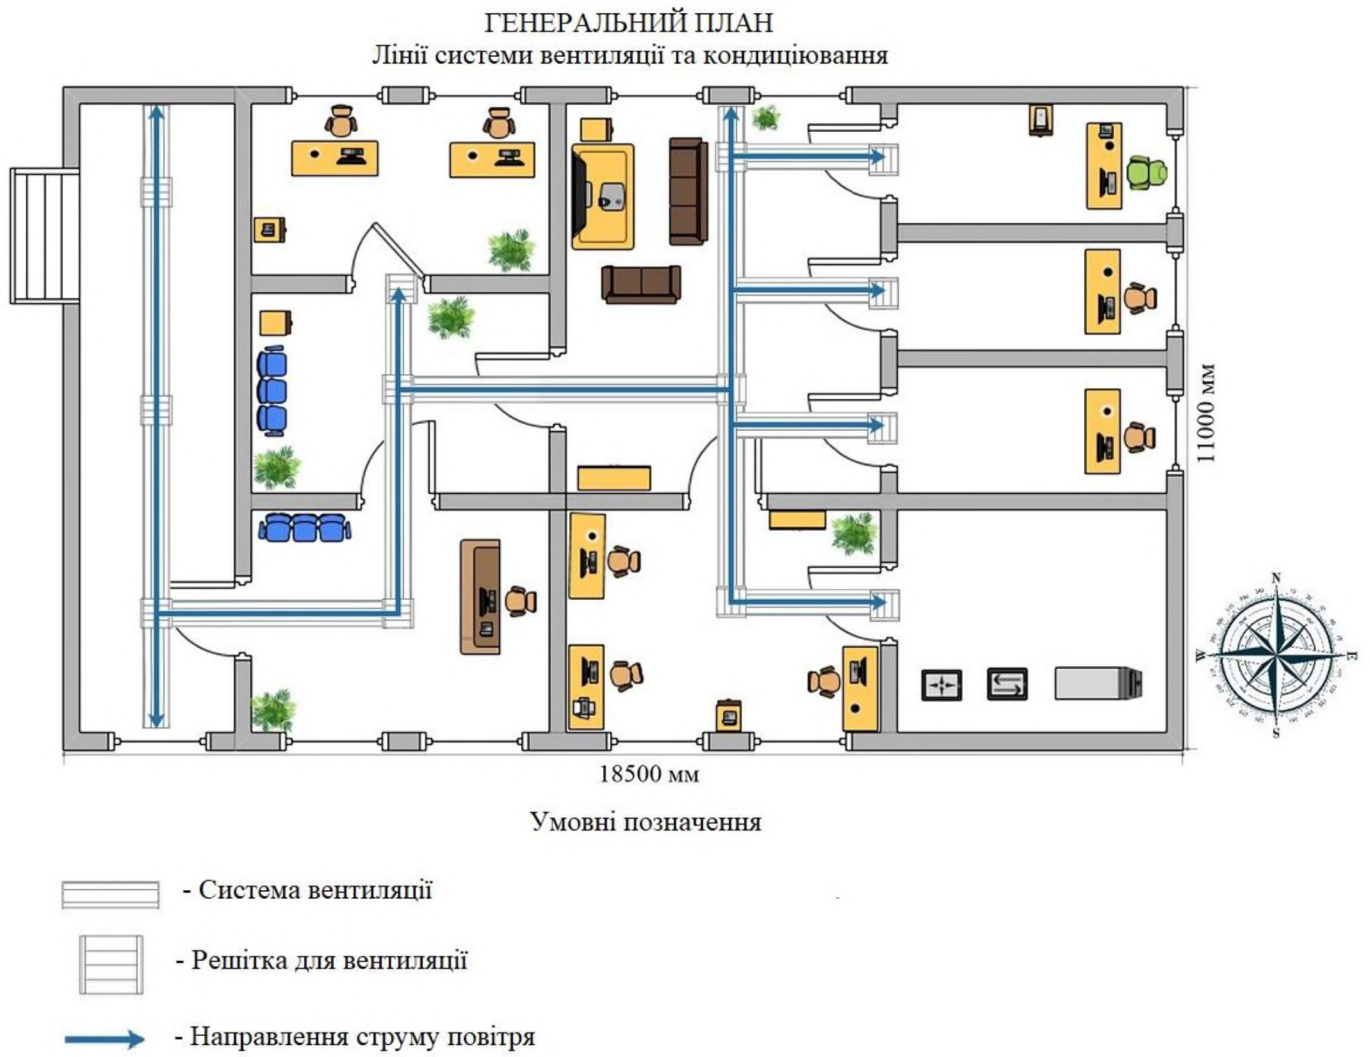 ГЕНЕРАЛЬНИЙ ПЛАН
Лінії системи вентиляції та кондиціювання
11000 мм
N
W
E
S
18500 мм
Умовні позначення
- Система вентиляції
- Решітка для вентиляції
- Направлення струму повітря